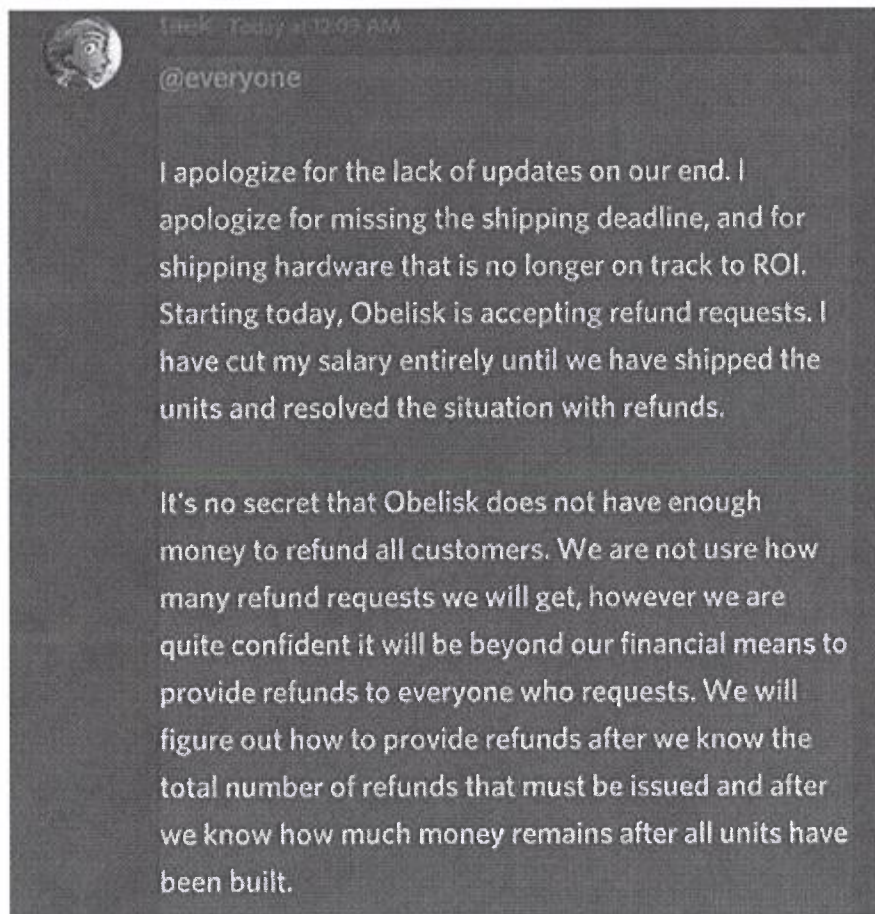 Today at 12:09 AM
@everyone
I apologize for the lack of updates on our end. I
apologize for missing the shipping deadline, and for
shipping hardware that is no longer on track to ROI.
Starting today, Obelisk is accepting refund requests. I
have cut my salary entirely until we have shipped the
units and resolved the situation with refunds.
It's no secret that Obelisk does not have enough
money to refund all customers. We are not usre how
many refund requests we will get, however we are
quite confident it will be beyond our financial means to
provide refunds to everyone who requests. We will
figure out how to provide refunds after we know the
total number of refunds that must be issued and after
we know how much money remains after all units have
been built.